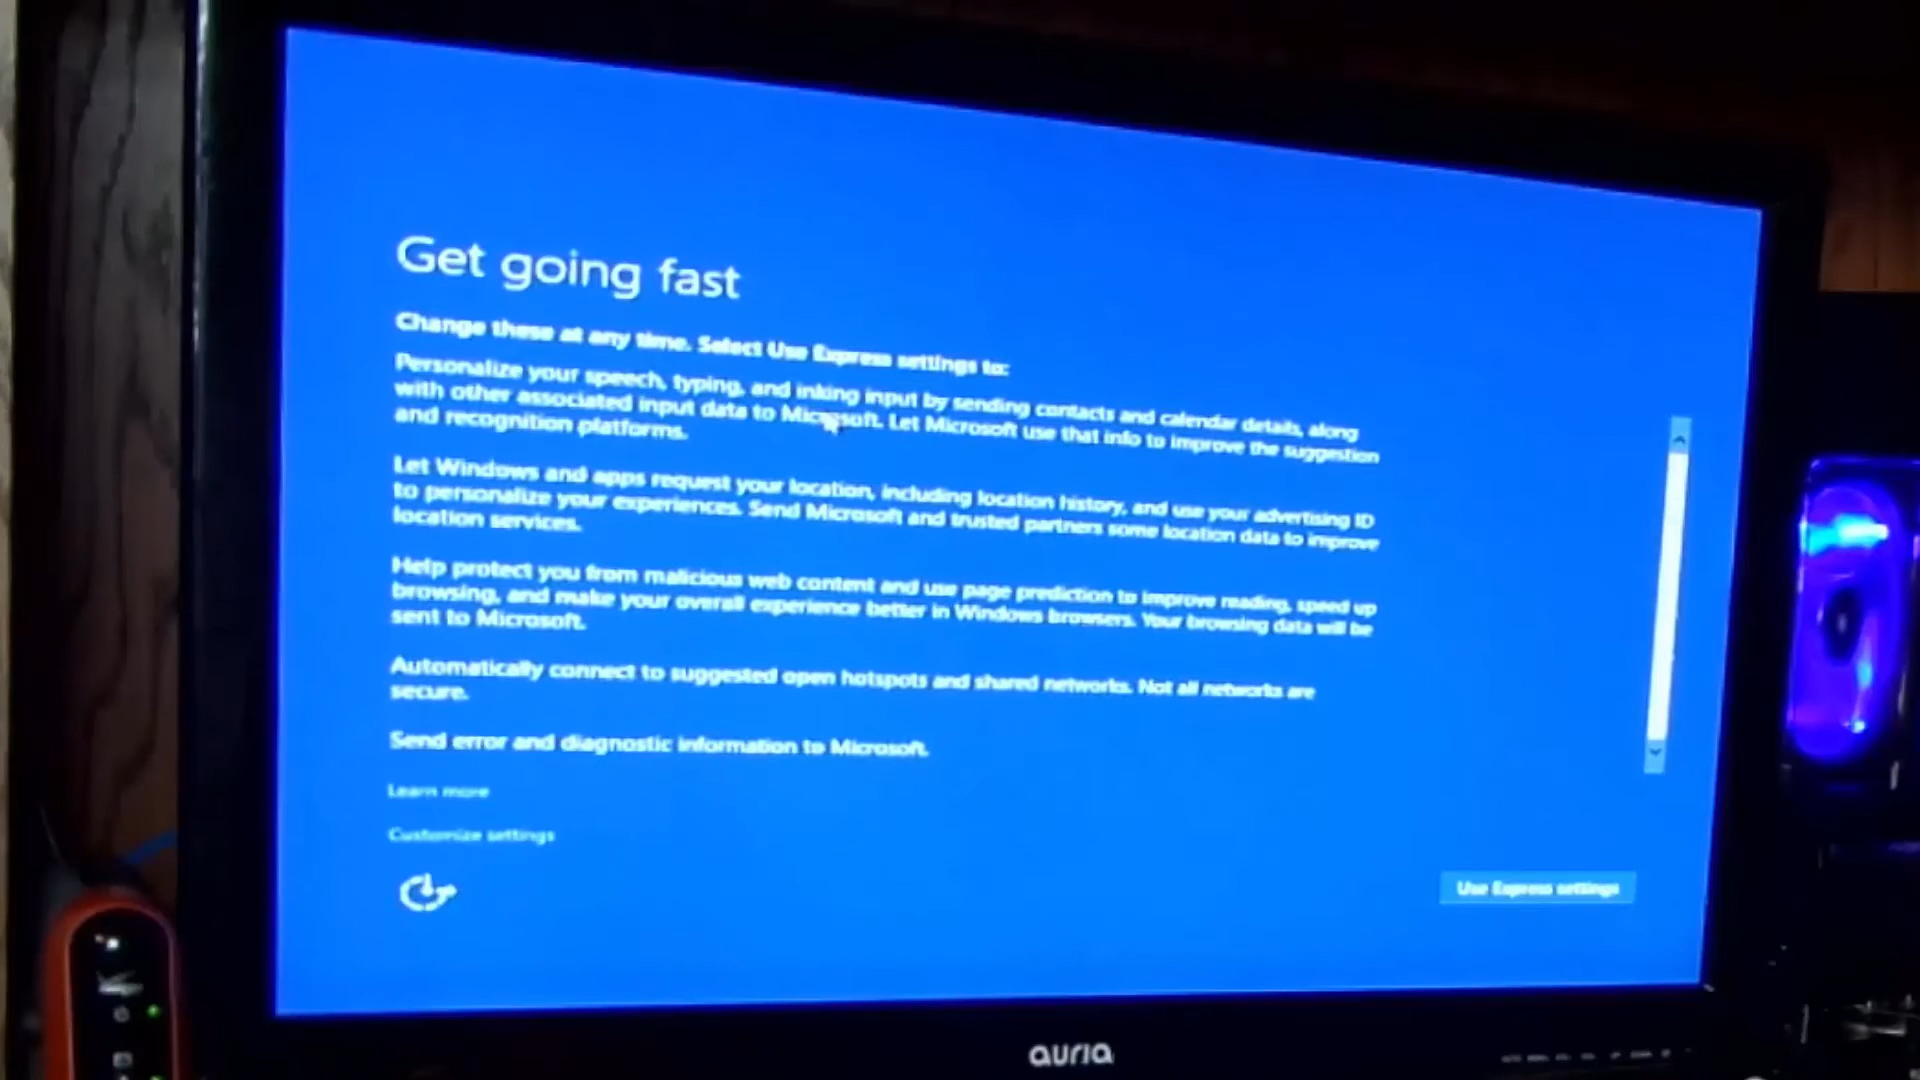 Get going fast
Change these at any time. Select Use Express settings to:
Personalize your speech, typing, and inking input by sending contacts and calendar details, along
with other associated input data to Microsoft. Let Microsoft use that info to improve the suggestion
and recognition platforms.
Let Windows and apps request your location, including location history, and use your advertising ID
to personalize your experiences. Send Microsoft and trusted partners some location data to improve
location services.
Help protect you from malicious web content and use page prediction to improve reading, speed up
browsing, and make your overall experience better in Windows browsers. Your browsing data will be
sent to Microsoft.
Automatically connect to suggested open hotspots and shared networks. Not all networks are
secure.
Send error and diagnostic information to Microsoft.
Learn more
Customize settings
Use Express settings
auria